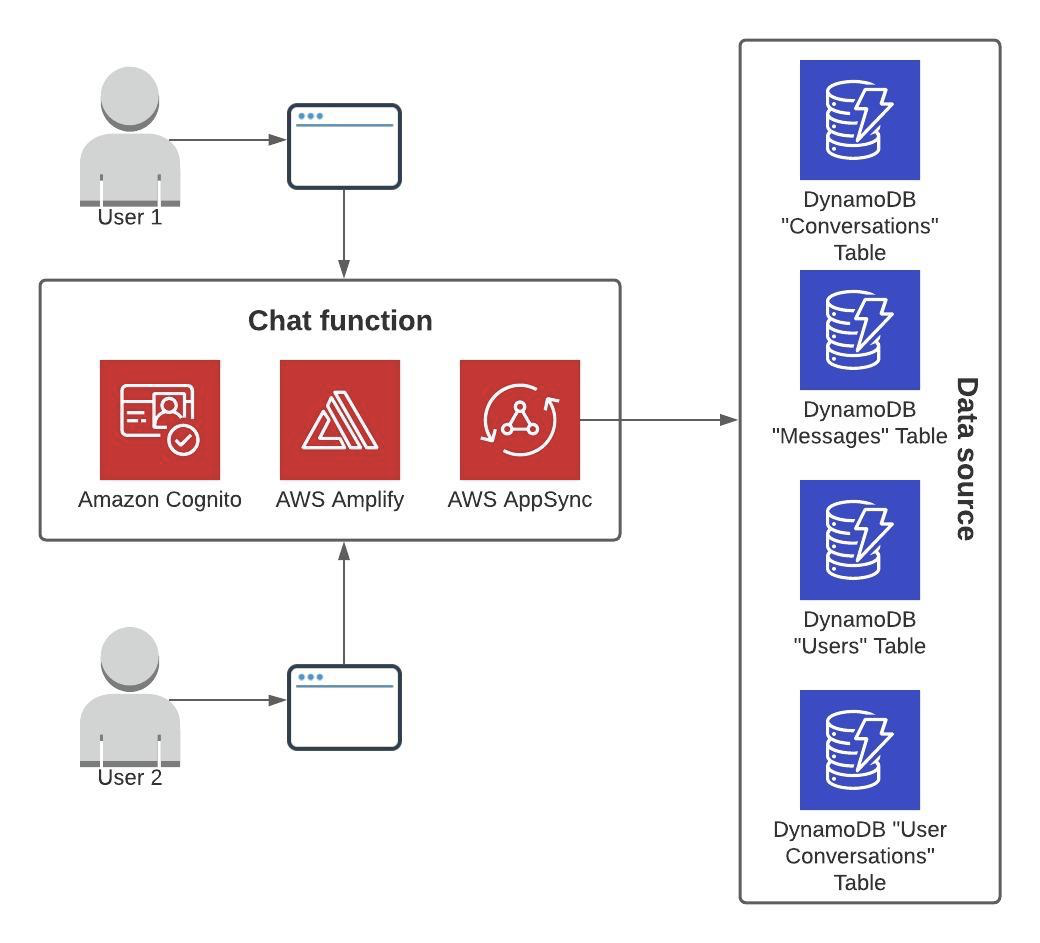 User 1
Chat function
Amazon Cognito
AWS Amplify
AWS AppSync
User 2
DynamoDB
"Conversations"
Table
DynamoDB
"Messages" Table
DynamoDB
"Users" Table
DynamoDB "User
Conversations"
Table
Data source